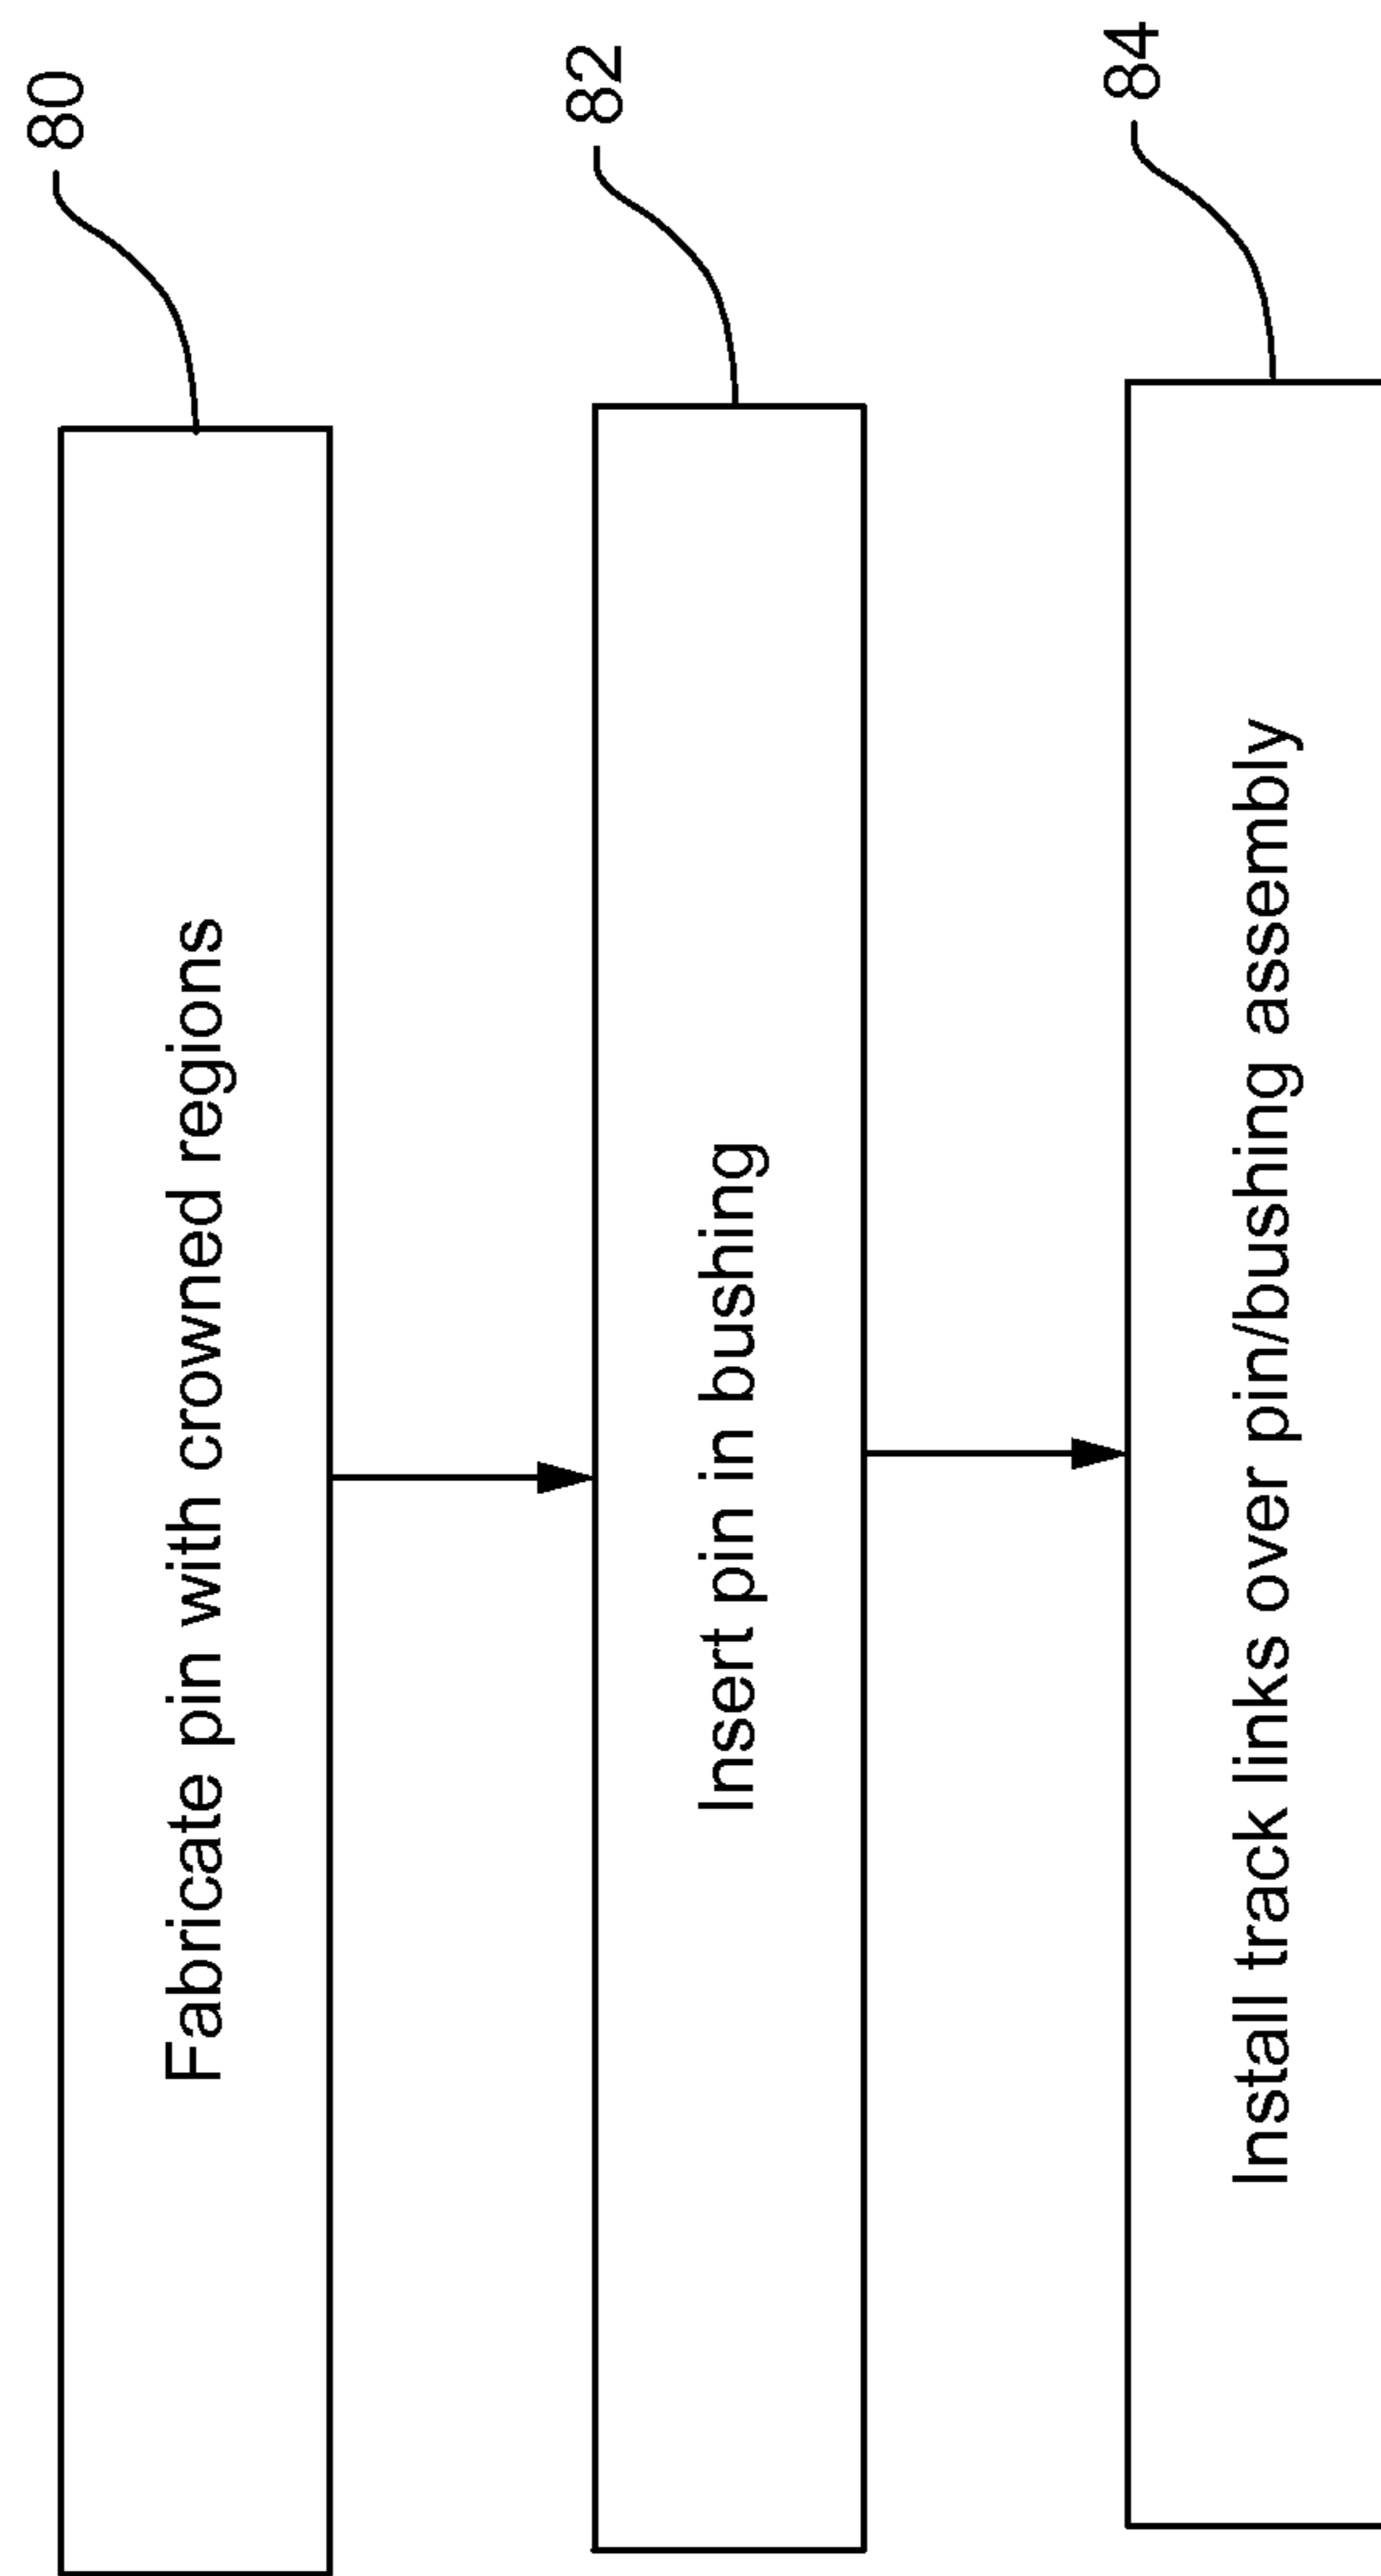 80
Fabricate pin with crowned regions
82
Insert pin in bushing
84
Install track links over pin/bushing assembly